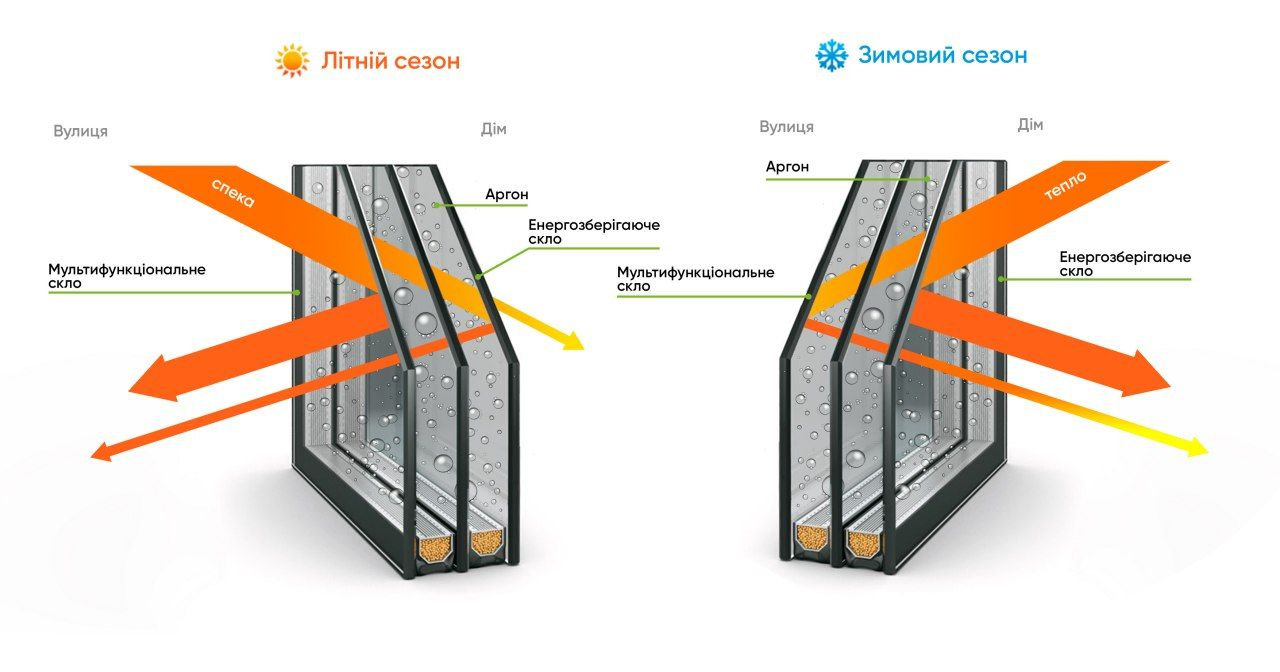 Літній сезон
Вулиця
Дім
спека
Аргон
Енергозберігаюче
скло
Мультифункціональне
скло
Зимовий сезон
Вулиця
Дім
Аргон
тепло
Енергозберігаюче
скло
Мультифункціональне
скло